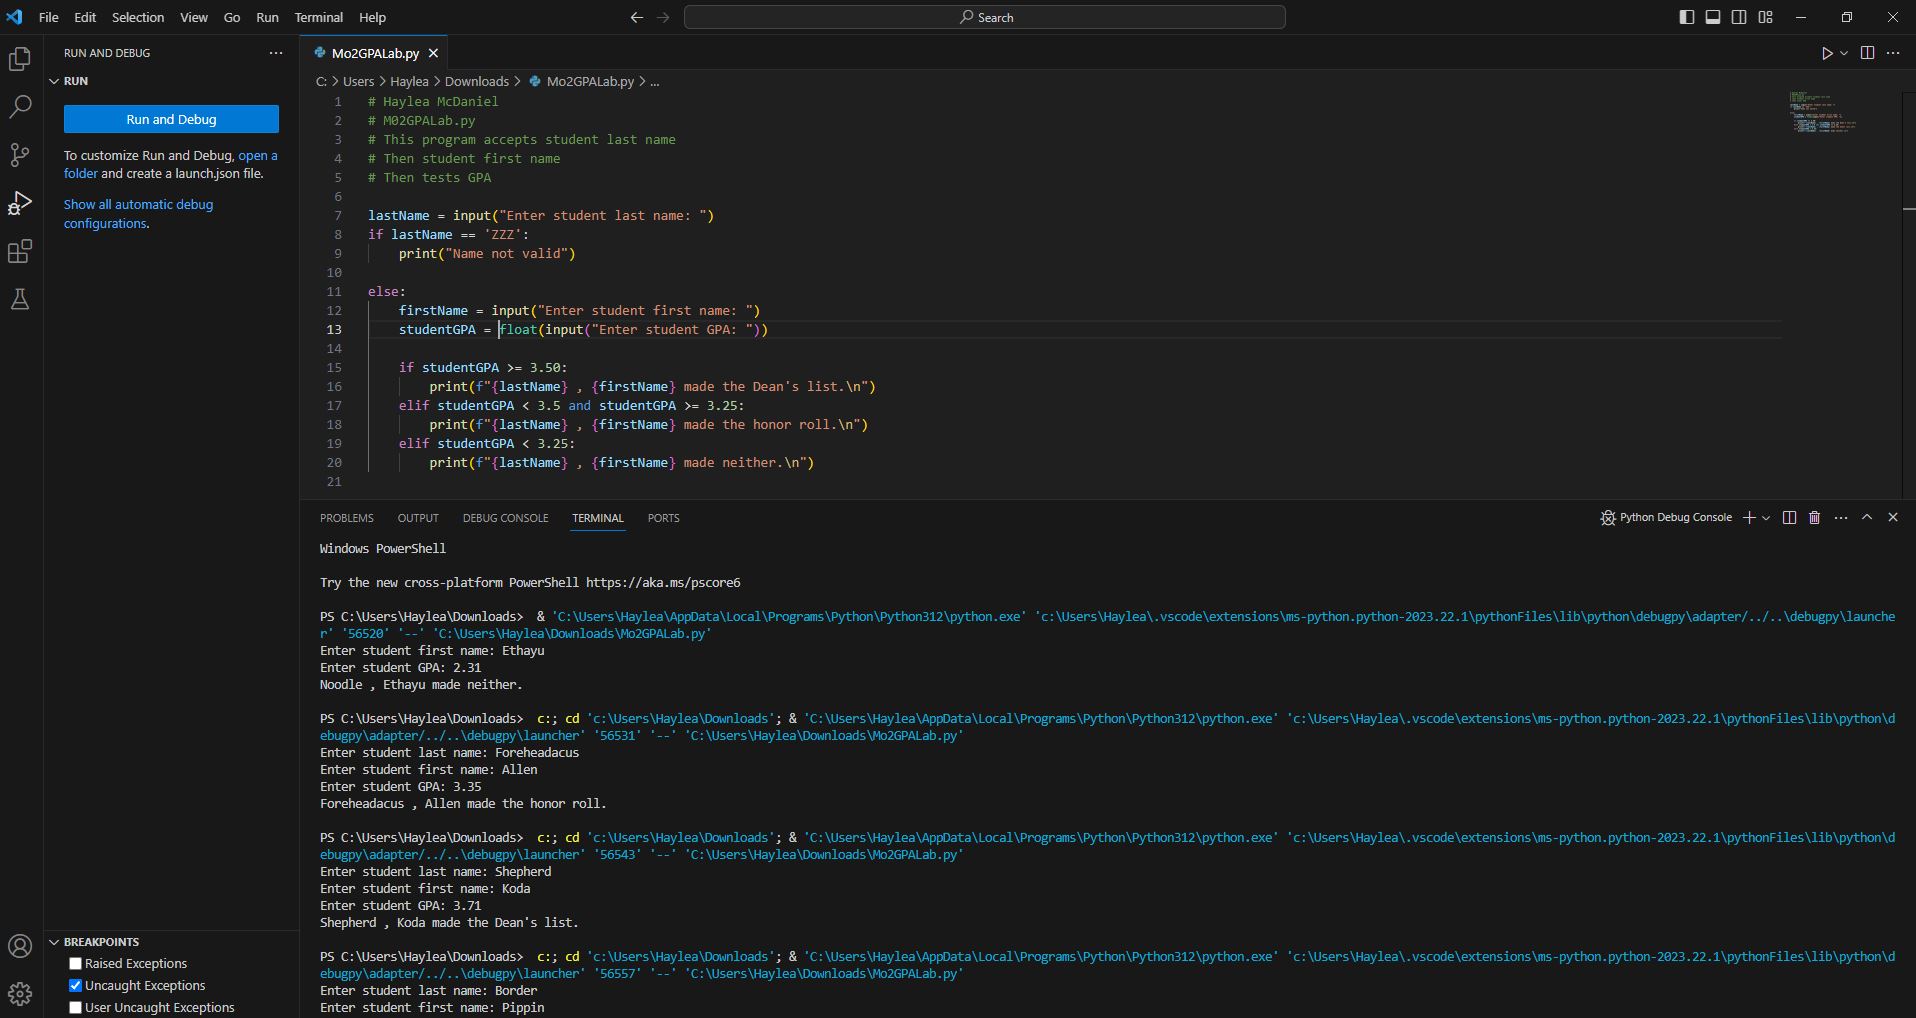 File Edit Selection View Go Run Terminal Help
Search
RUN AND DEBUG ...
RUN
Run and Debug
To customize Run and Debug, open a
folder and create a launch.json file.
Show all automatic debug
configurations.
BREAKPOINTS
Raised Exceptions
Uncaught Exceptions
User Uncaught Exceptions
Mo2GPALab.py
C: > Users > Haylea > Downloads > Mo2GPALab.py > ...
1 # Haylea McDaniel
2 # M02GPALab.py
3 # This program accepts student last name
4 # Then student first name
5 # Then tests GPA
6
7 lastName = input("Enter student last name: ")
8 if lastName == 'ZZZ':
9     print("Name not valid")
10
11 else:
12     firstName = input("Enter student first name: ")
13     studentGPA = float(input("Enter student GPA: "))
14
15     if studentGPA >= 3.50:
16         print(f"{lastName} , {firstName} made the Dean's list.\n")
17     elif studentGPA < 3.5 and studentGPA >= 3.25:
18         print(f"{lastName} , {firstName} made the honor roll.\n")
19     elif studentGPA < 3.25:
20         print(f"{lastName} , {firstName} made neither.\n")
21
PROBLEMS OUTPUT DEBUG CONSOLE TERMINAL PORTS
Python Debug Console
Windows PowerShell
Try the new cross-platform PowerShell https://aka.ms/pscore6
PS C:\Users\Haylea\Downloads>  & 'C:\Users\Haylea\AppData\Local\Programs\Python\Python312\python.exe' 'c:\Users\Haylea\.vscode\extensions\ms-python.python-2023.22.1\pythonFiles\lib\python\debugpy\adapter/../..\debugpy\launche
r' '56520' '--' 'C:\Users\Haylea\Downloads\Mo2GPALab.py'
Enter student first name: Ethayu
Enter student GPA: 2.31
Noodle , Ethayu made neither.
PS C:\Users\Haylea\Downloads>  c:; cd 'c:\Users\Haylea\Downloads'; & 'C:\Users\Haylea\AppData\Local\Programs\Python\Python312\python.exe' 'c:\Users\Haylea\.vscode\extensions\ms-python.python-2023.22.1\pythonFiles\lib\python\d
ebugpy\adapter/../..\debugpy\launcher' '56531' '--' 'C:\Users\Haylea\Downloads\Mo2GPALab.py'
Enter student last name: Foreheadacus
Enter student first name: Allen
Enter student GPA: 3.35
Foreheadacus , Allen made the honor roll.
PS C:\Users\Haylea\Downloads>  c:; cd 'c:\Users\Haylea\Downloads'; & 'C:\Users\Haylea\AppData\Local\Programs\Python\Python312\python.exe' 'c:\Users\Haylea\.vscode\extensions\ms-python.python-2023.22.1\pythonFiles\lib\python\d
ebugpy\adapter/../..\debugpy\launcher' '56543' '--' 'C:\Users\Haylea\Downloads\Mo2GPALab.py'
Enter student last name: Shepherd
Enter student first name: Koda
Enter student GPA: 3.71
Shepherd , Koda made the Dean's list.
PS C:\Users\Haylea\Downloads>  c:; cd 'c:\Users\Haylea\Downloads'; & 'C:\Users\Haylea\AppData\Local\Programs\Python\Python312\python.exe' 'c:\Users\Haylea\.vscode\extensions\ms-python.python-2023.22.1\pythonFiles\lib\python\d
ebugpy\adapter/../..\debugpy\launcher' '56557' '--' 'C:\Users\Haylea\Downloads\Mo2GPALab.py'
Enter student last name: Border
Enter student first name: Pippin